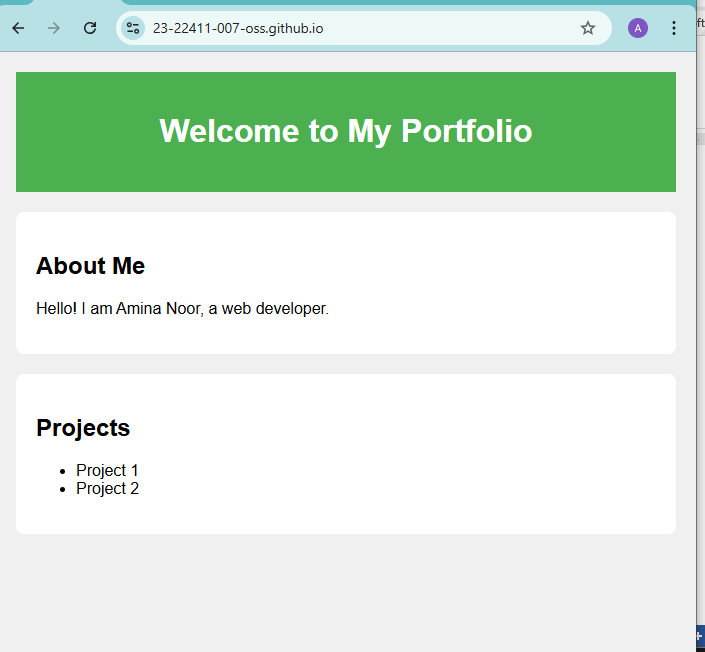 23-22411-007-oss.github.io
A
ft
Welcome to My Portfolio
About Me
Hello! I am Amina Noor, a web developer.
Projects
• Project 1
• Project 2